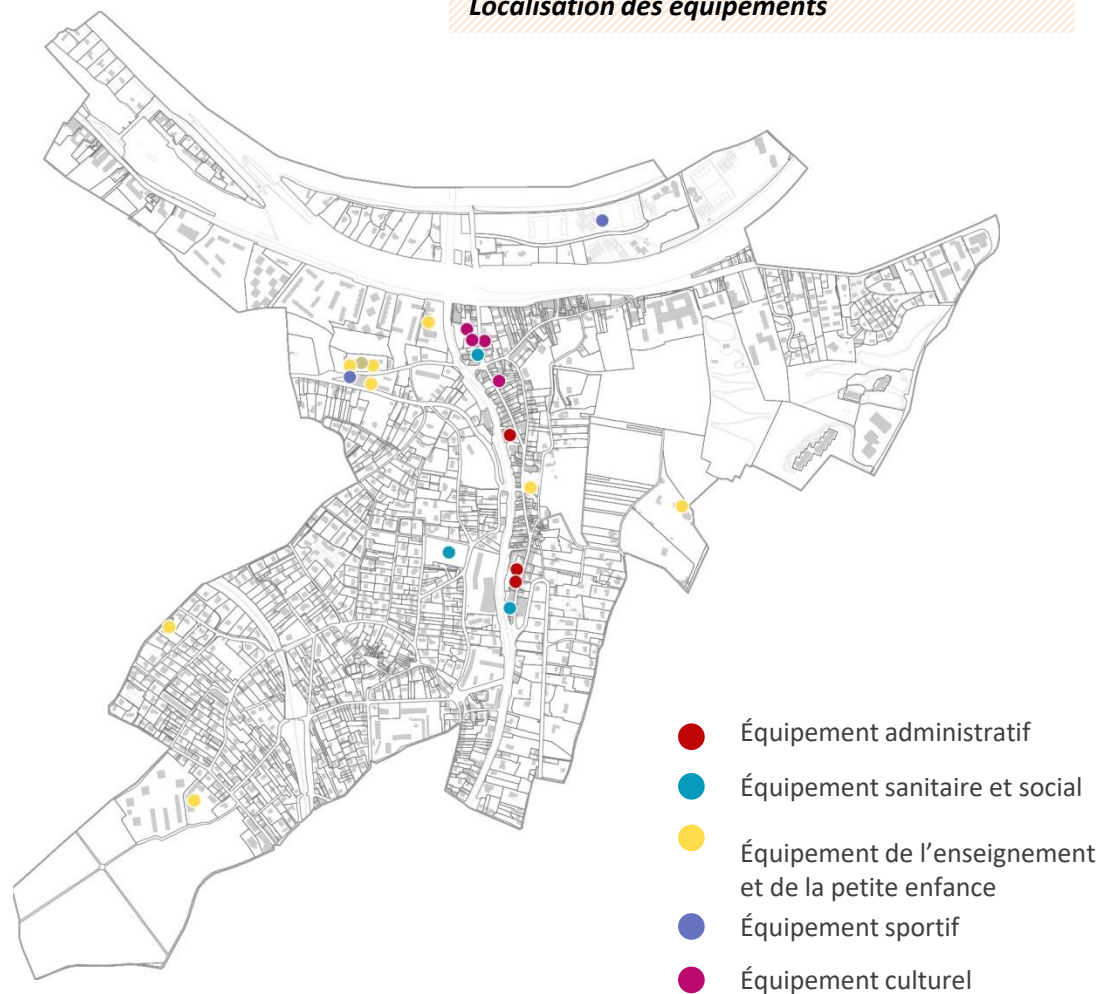 Localisation des équipements
Équipement administratif
Équipement sanitaire et social
Équipement de l’enseignement
et de la petite enfance
Équipement sportif
Équipement culturel